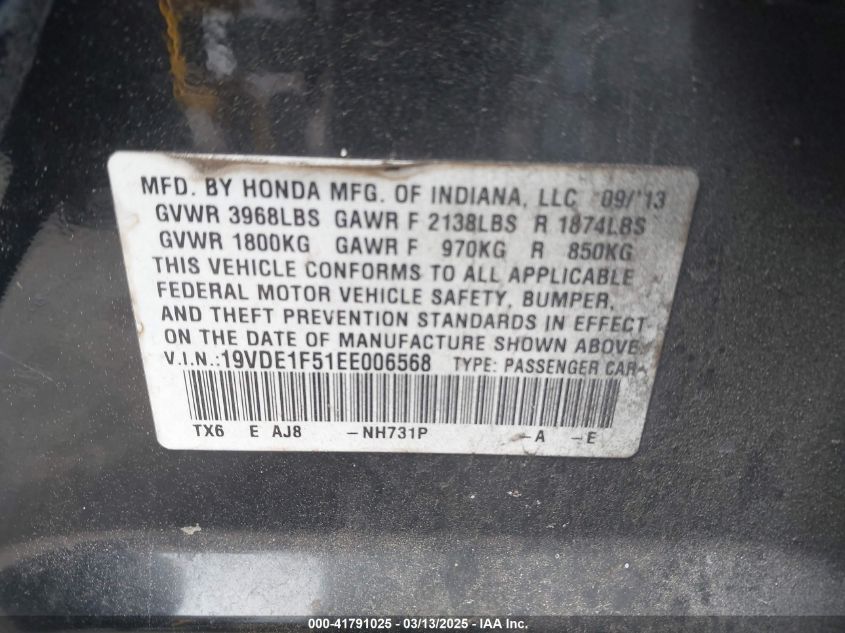 MFD. BY HONDA MFG. OF INDIANA, LLC 09/'13
GVWR 3968LBS GAWR F 2138LBS R 1874LBS
GVWR 1800KG GAWR F 970KG R 850KG
THIS VEHICLE CONFORMS TO ALL APPLICABLE
FEDERAL MOTOR VEHICLE SAFETY, BUMPER,
AND THEFT PREVENTION STANDARDS IN EFFECT
ON THE DATE OF MANUFACTURE SHOWN ABOVE.
V.I.N.:19VDE1F51EE006568 TYPE: PASSENGER CAR
TX6 E AJ8 -NH731P -A -E
000-41791025 - 03/13/2025 - IAA Inc.